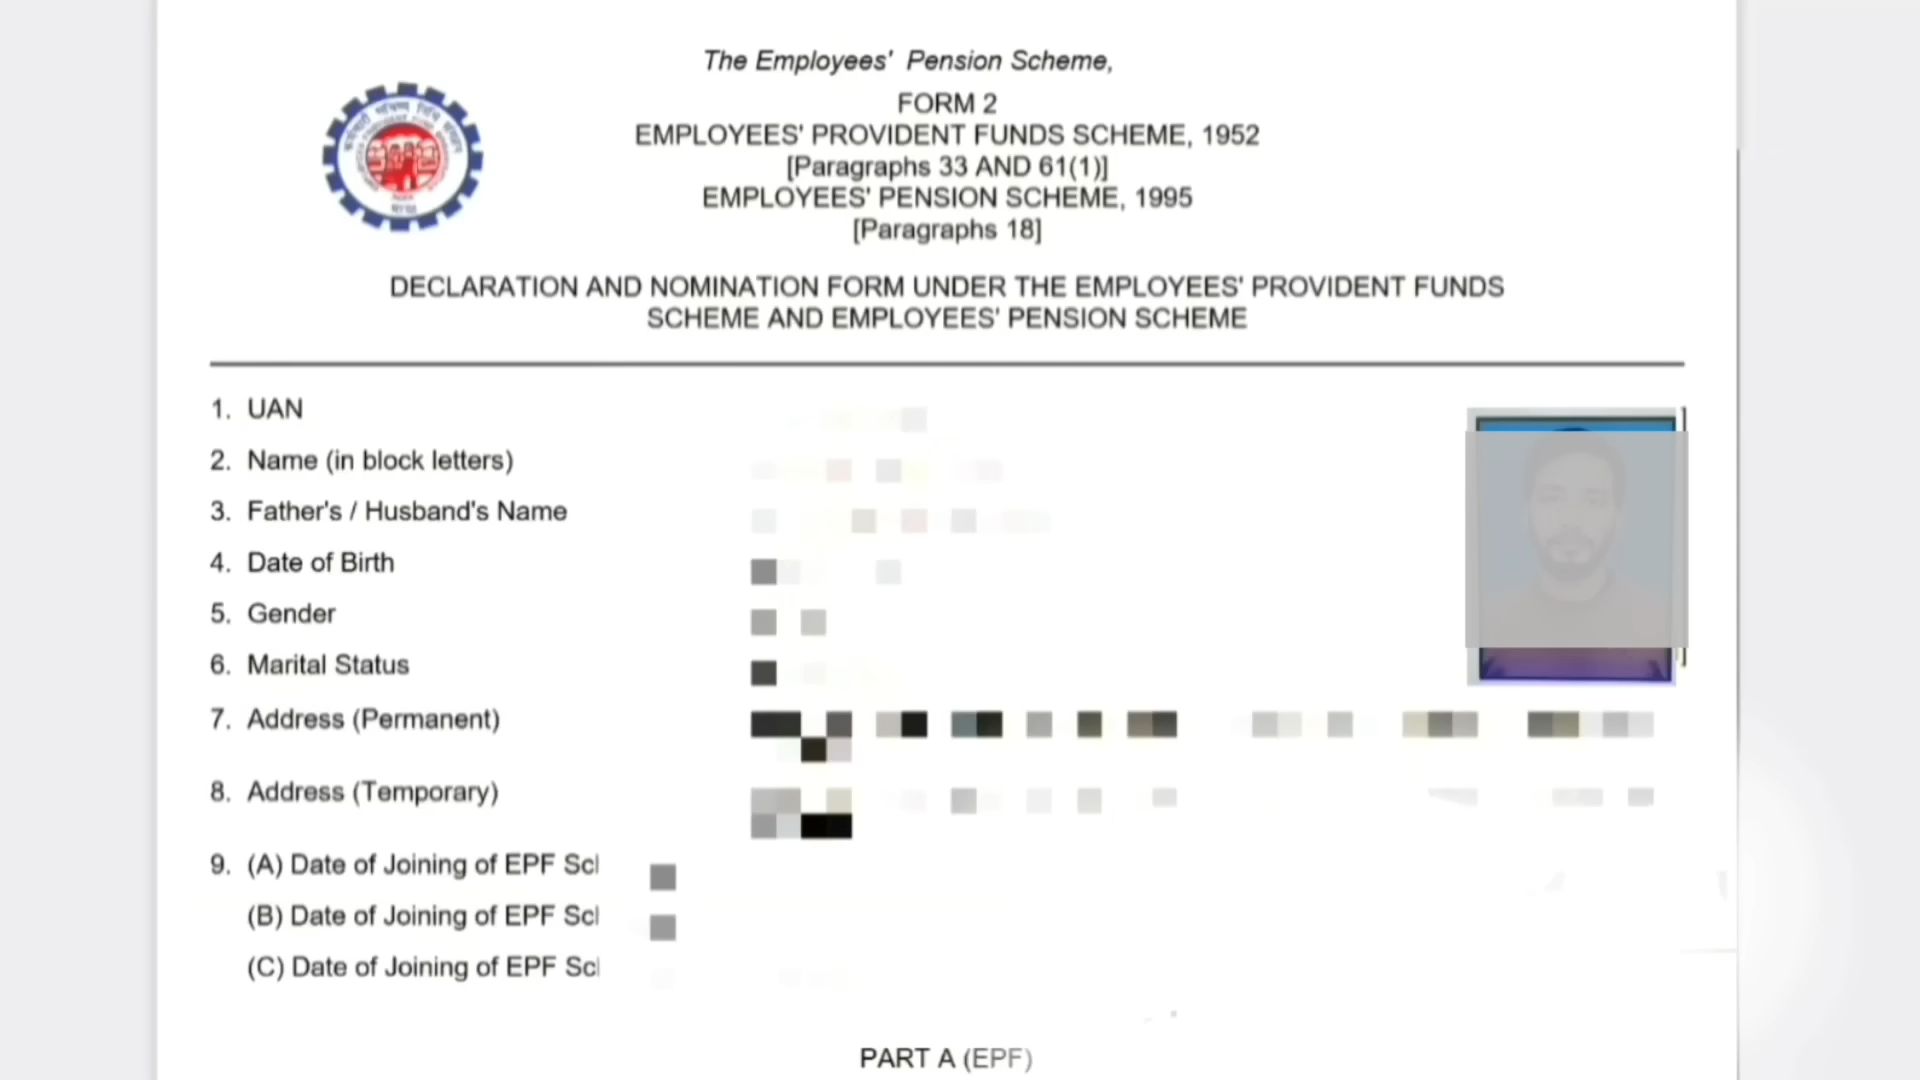 The Employees' Pension Scheme,
FORM 2
EMPLOYEES' PROVIDENT FUNDS SCHEME, 1952
[Paragraphs 33 AND 61(1)]
EMPLOYEES' PENSION SCHEME, 1995
[Paragraphs 18]
DECLARATION AND NOMINATION FORM UNDER THE EMPLOYEES' PROVIDENT FUNDS
SCHEME AND EMPLOYEES' PENSION SCHEME
1. UAN
2. Name (in block letters)
3. Father's / Husband's Name
4. Date of Birth
5. Gender
6. Marital Status
7. Address (Permanent)
8. Address (Temporary)
9. (A) Date of Joining of EPF
(B) Date of Joining of EPF
(C) Date of Joining of EPF
PART A (EPF)